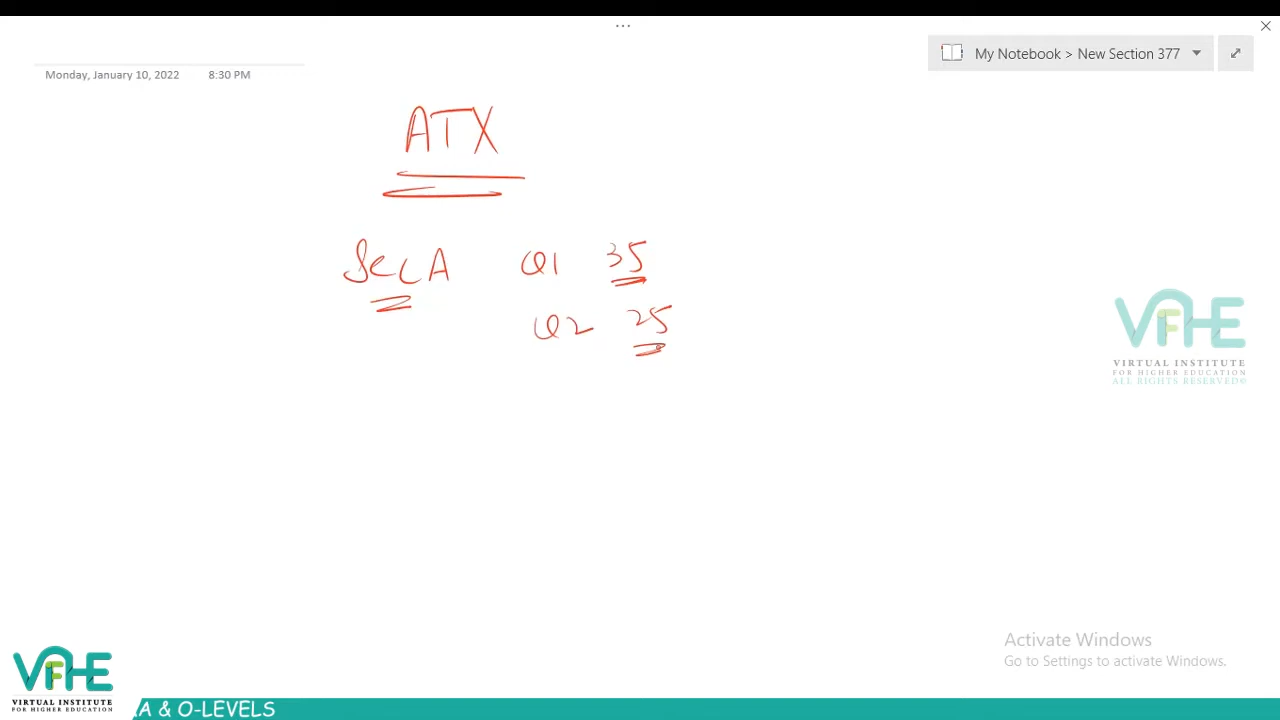 ...
My Notebook > New Section 377
Monday, January 10, 2022 8:30 PM
ATX
Sec A Q1 35
Q2 25
VFHE
VIRTUAL INSTITUTE
FOR HIGHER EDUCATION
ALL RIGHTS RESERVED©
Activate Windows
Go to Settings to activate Windows.
VFHE
VIRTUAL INSTITUTE
FOR HIGHER EDUCATION
A & O-LEVELS